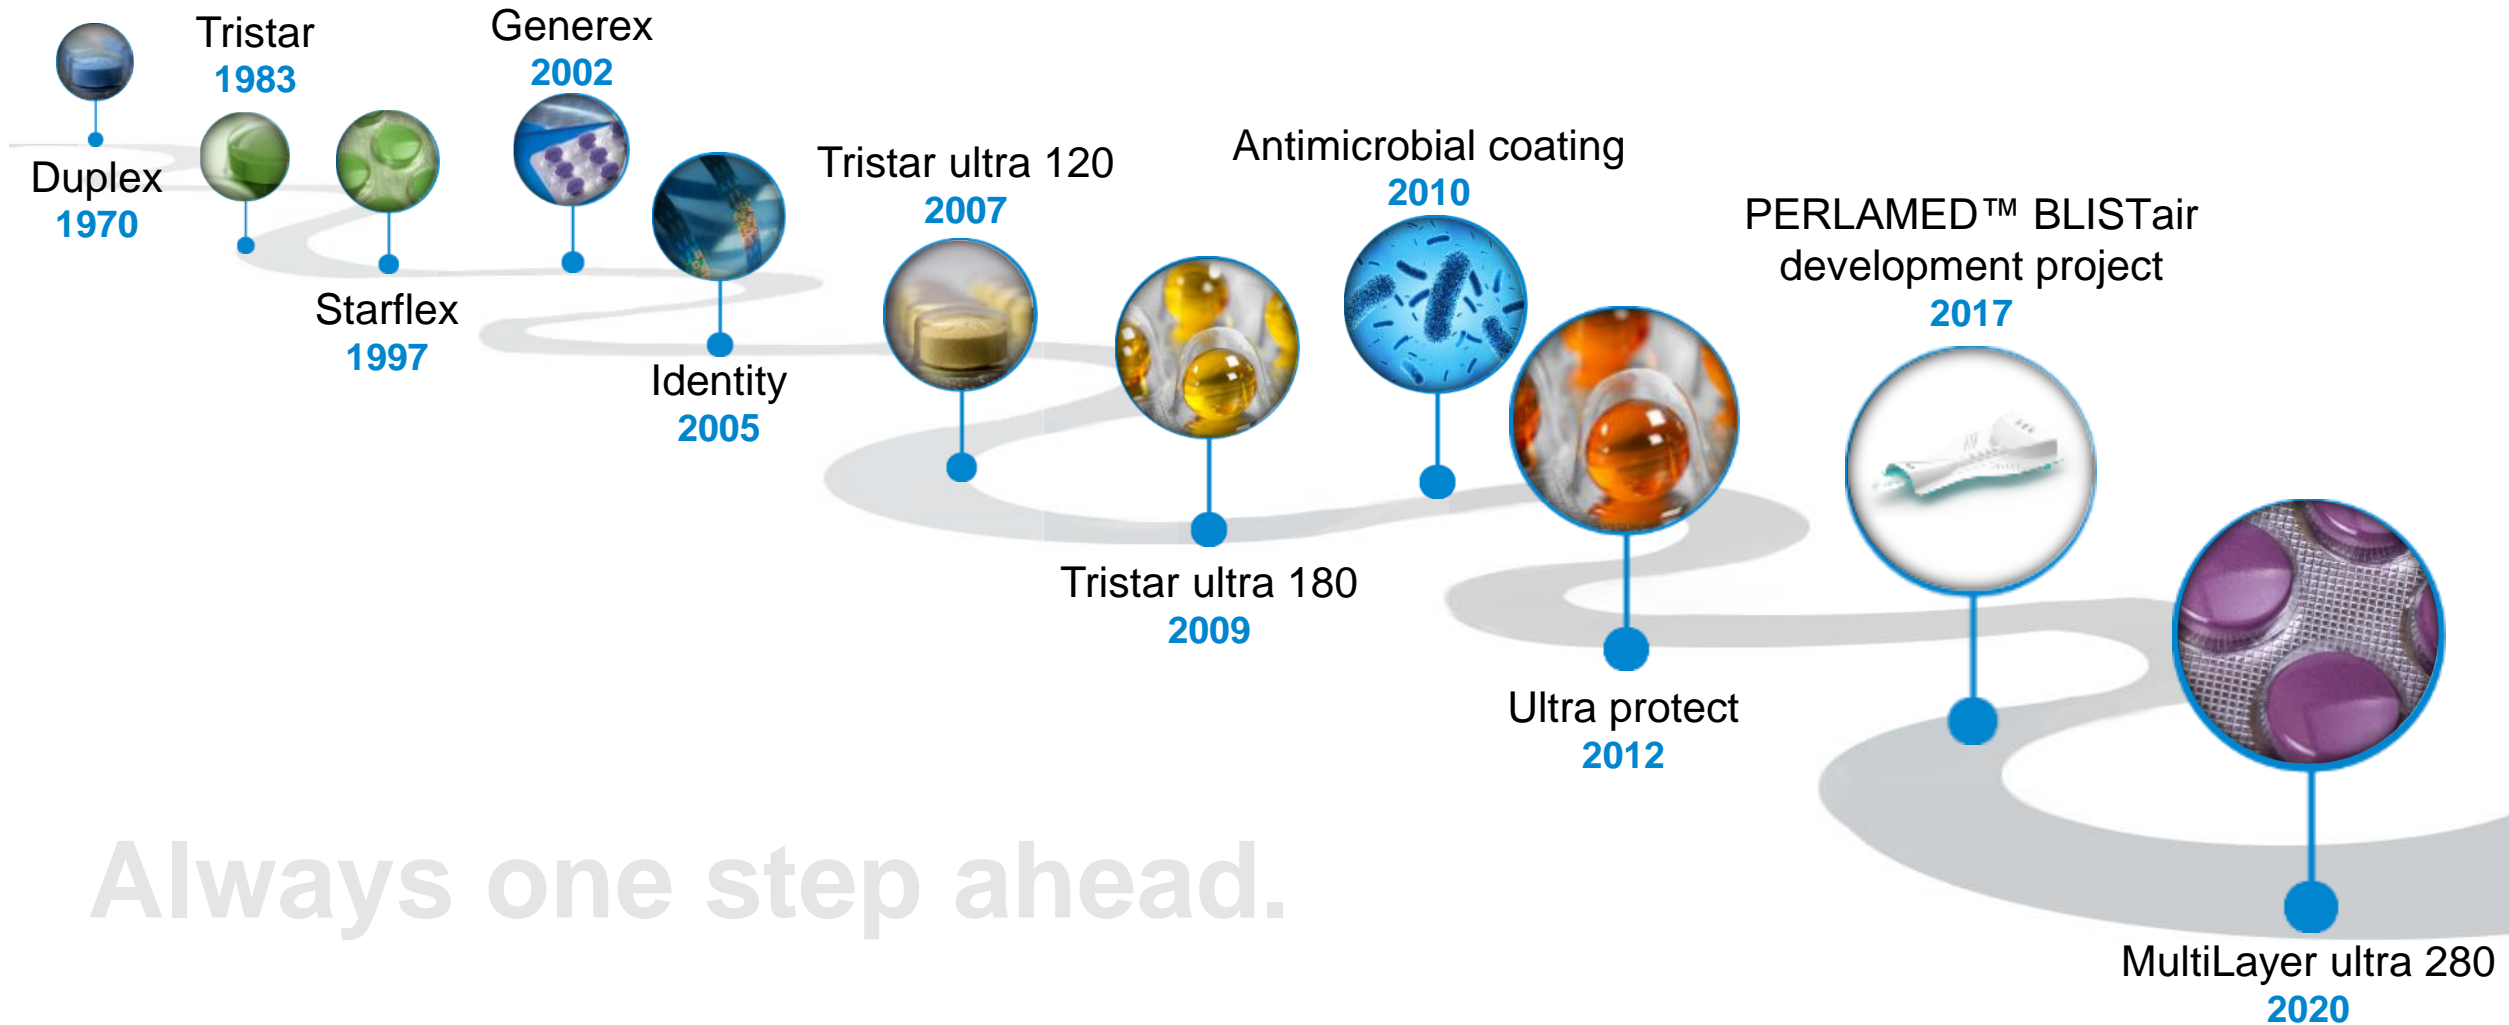 Duplex
1970
Tristar
1983
Starflex
1997
Generex
2002
Identity
2005
Tristar ultra 120
2007
Tristar ultra 180
2009
Antimicrobial coating
2010
Ultra protect
2012
PERLAMED™ BLISTair
development project
2017
MultiLayer ultra 280
2020
Always one step ahead.